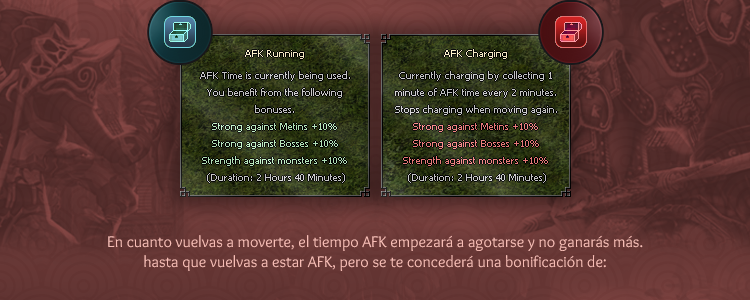 AFK Running
AFK Time is currently being used.
You benefit from the following
bonuses.
Strong against Metins +10%
Strong against Bosses +10%
Strength against monsters +10%
(Duration: 2 Hours 40 Minutes)
AFK Charging
Currently charging by collecting 1
minute of AFK time every 2 minutes.
Stops charging when moving again.
Strong against Metins +10%
Strong against Bosses +10%
Strength against monsters +10%
(Duration: 2 Hours 40 Minutes)
En cuanto vuelvas a moverte, el tiempo AFK empezará a agotarse y no ganarás más.
hasta que vuelvas a estar AFK, pero se te concederá una bonificación de: